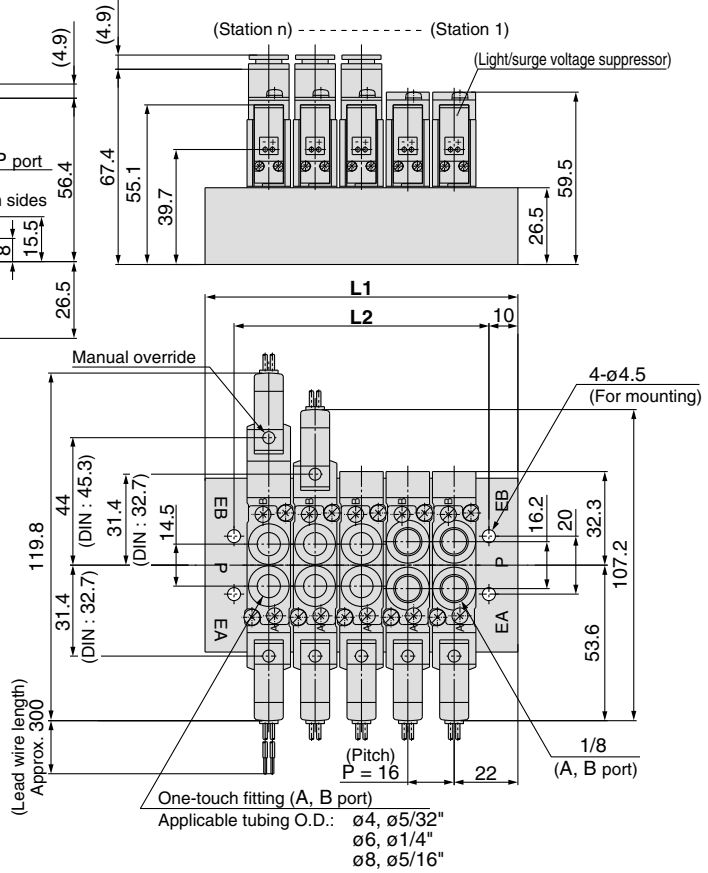 (4.9)
(4.9)
(Station n)
(Station 1)
(Light/surge voltage suppressor)
port
sides
56.4
15.5
8
26.5
67.4
55.1
39.7
59.5
26.5
L1
L2
10
Manual override
4-ø4.5
(For mounting)
119.8
44
(DIN : 45.3)
31.4
(DIN : 32.7)
14.5
31.4
(DIN : 32.7)
EB
P
EA
B
B
B
B
B
A
A
A
A
A
EB
P
EA
16.2
20
32.3
107.2
53.6
(Lead wire length)
Approx. 300
(Pitch)
P = 16
22
1/8
(A, B port)
One-touch fitting (A, B port)
Applicable tubing O.D.: ø4, ø5/32"
ø6, ø1/4"
ø8, ø5/16"